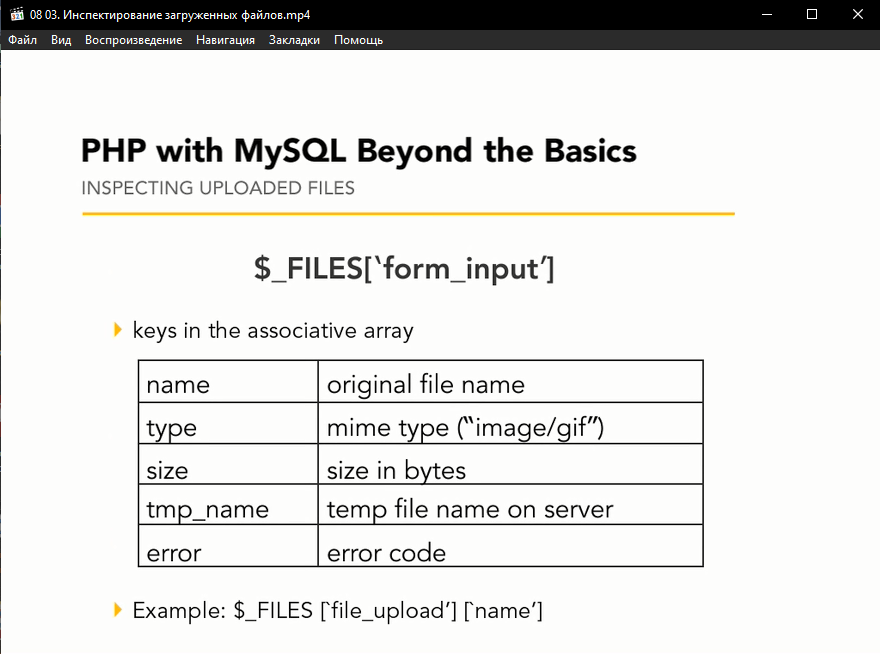 08 03. Инспектирование загруженных файлов.mp4
Файл Вид Воспроизведение Навигация Закладки Помощь
PHP with MySQL Beyond the Basics
INSPECTING UPLOADED FILES
$_FILES[‘form_input’]
keys in the associative array
name original file name
type mime type (“image/gif”)
size size in bytes
tmp_name temp file name on server
error error code
Example: $_FILES [‘file_upload’] [‘name’]